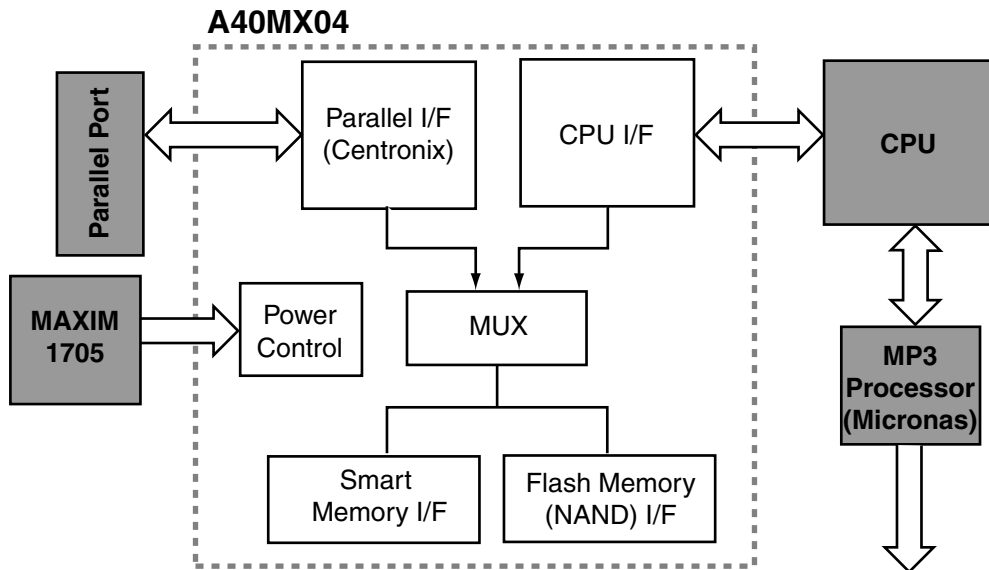 A40MX04
Parallel Port
Parallel I/F
(Centronix)
CPU I/F
CPU
MAXIM
1705
Power
Control
MUX
MP3
Processor
(Micronas)
Smart
Memory I/F
Flash Memory
(NAND) I/F